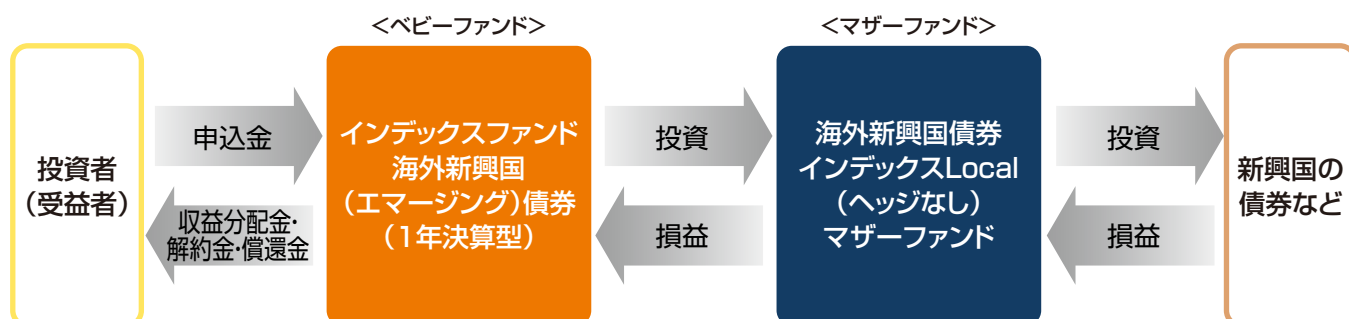 ＜ベビーファンド＞
＜マザーファンド＞
投資者
（受益者）
申込金
収益分配金・
解約金・償還金
インデックスファンド
海外新興国
（エマージング）債券
（1年決算型）
投資
損益
海外新興国債券
インデックスLocal
（ヘッジなし）
マザーファンド
投資
損益
新興国の
債券など